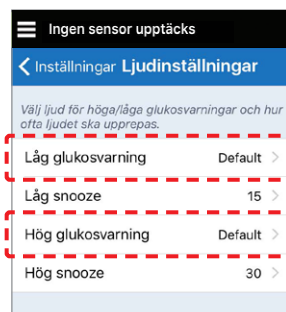 Ingen sensor upptäcks
Inställningar Ljudinställningar
Välj ljud för höga/låga glukosvarningar och hur
ofta ljudet ska upprepas.
Låg glukosvarning Default
Låg snooze 15
Hög glukosvarning Default
Hög snooze 30